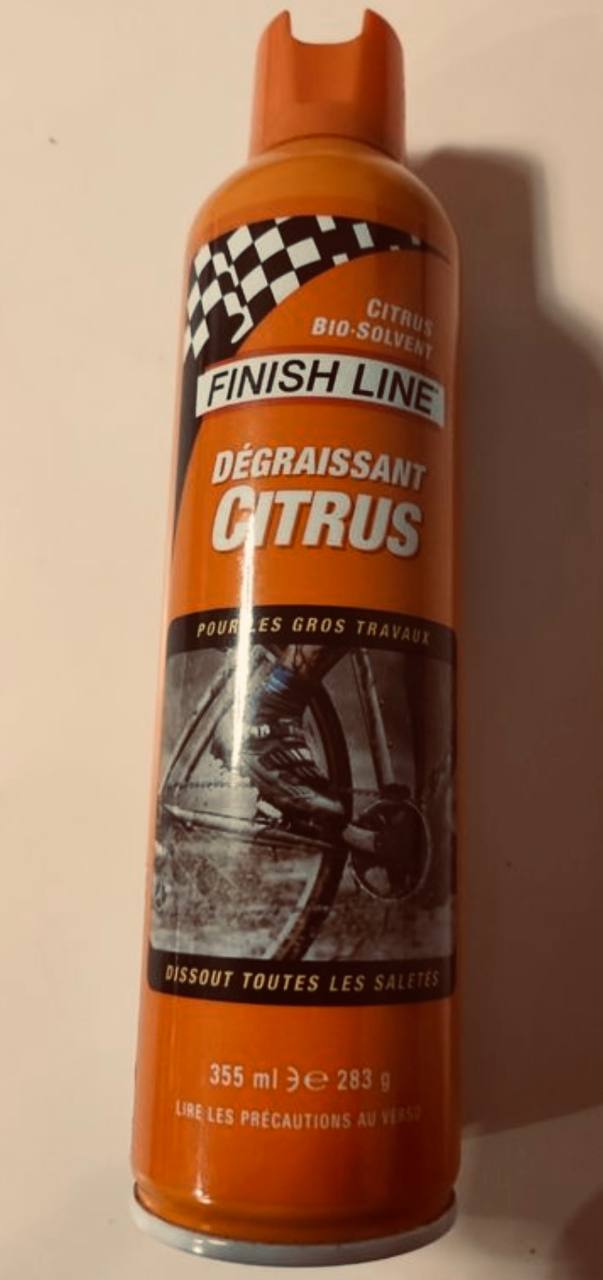 CITRUS
BIO-SOLVENT
FINISH LINE
DÉGRAISSANT
CITRUS
POUR LES GROS TRAVAUX
DISSOUT TOUTES LES SALETÉS
355 ml ℮ 283 g
LIRE LES PRÉCAUTIONS AU VERSO